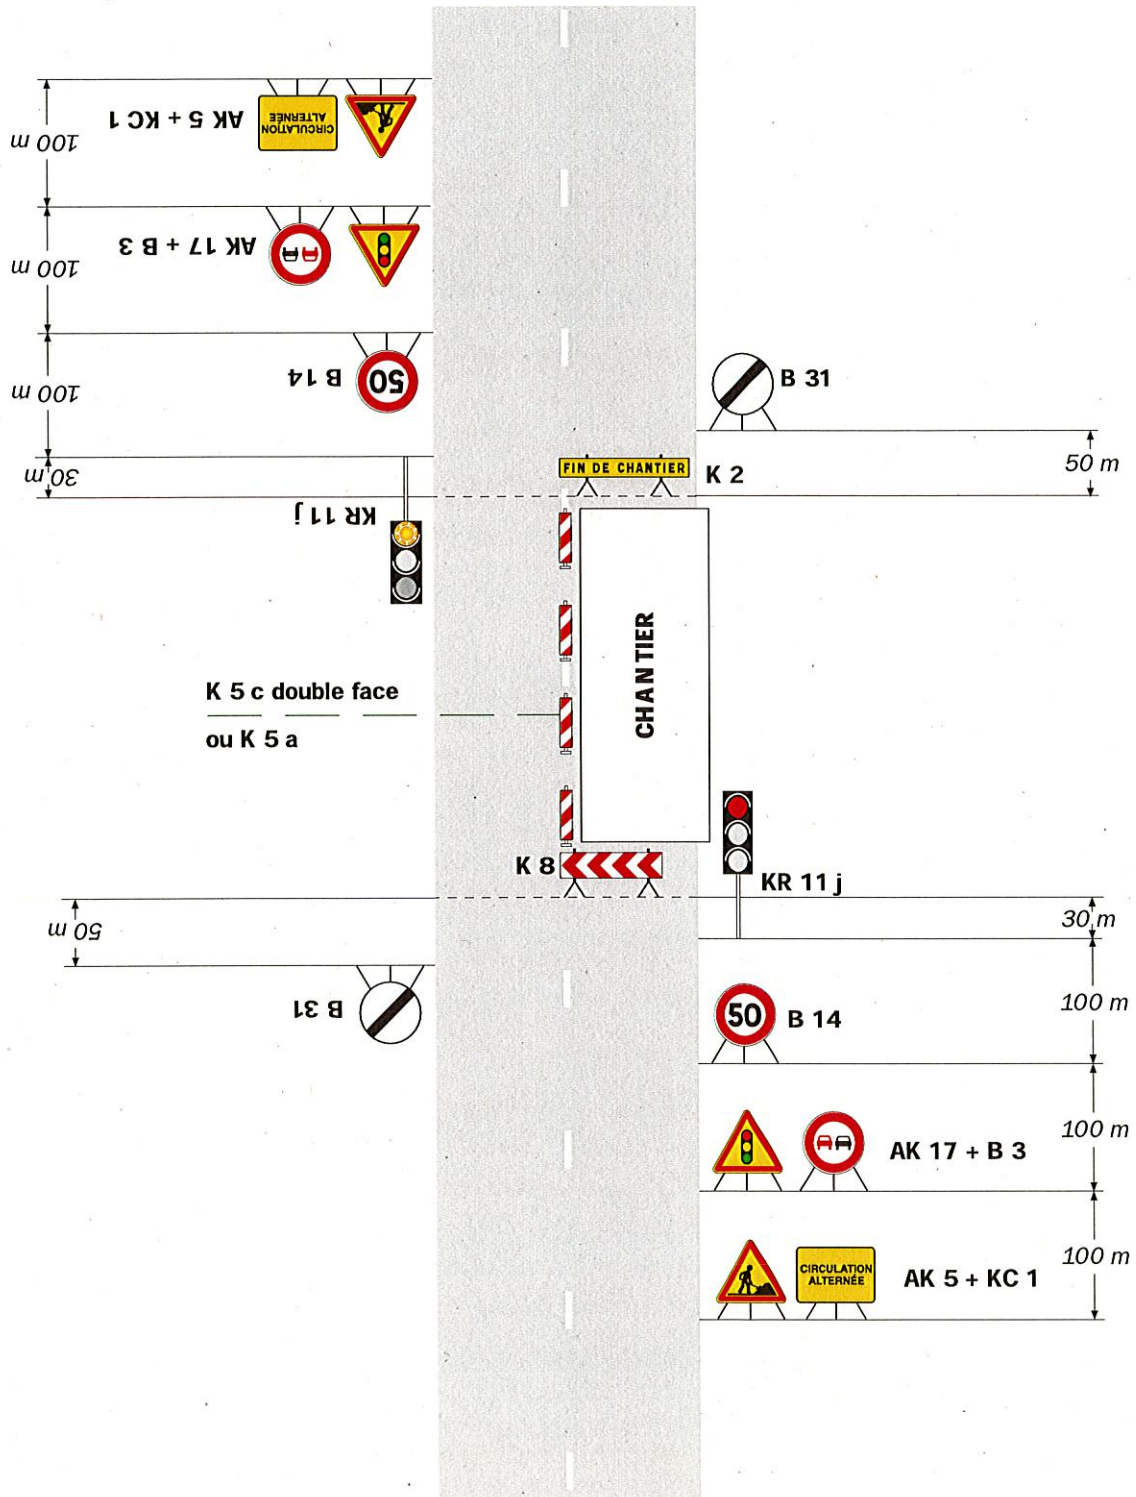 100 m
AK 5 + KC 1
CIRCULATION
ALTERNÉE
100 m
AK 17 + B 3
100 m
B 14
50
B 31
30 m
KR 11 j
FIN DE CHANTIER
K 2
50 m
CHANTIER
K 5 c double face
ou K 5 a
K 8
KR 11 j
50 m
30 m
B 31
50
B 14
100 m
AK 17 + B 3
100 m
CIRCULATION
ALTERNÉE
AK 5 + KC 1
100 m